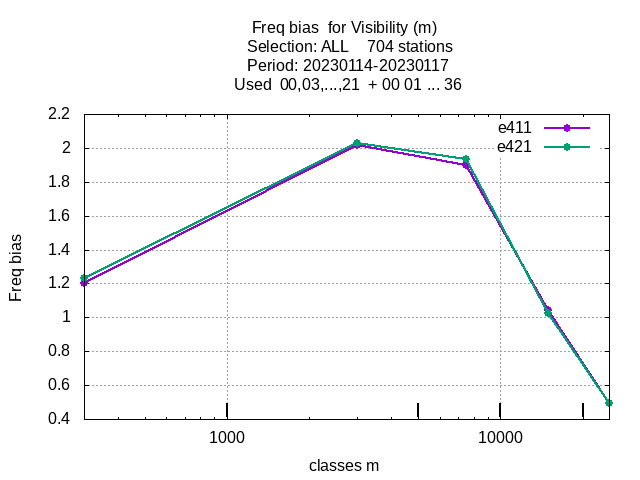 Freq bias  for Visibility (m)
Selection: ALL    704 stations
Period: 20230114-20230117
Used  00,03,...,21  + 00 01 ... 36
e411
e421
2.2
2
1.8
1.6
1.4
1.2
1
0.8
0.6
0.4
Freq bias
1000
10000
classes m